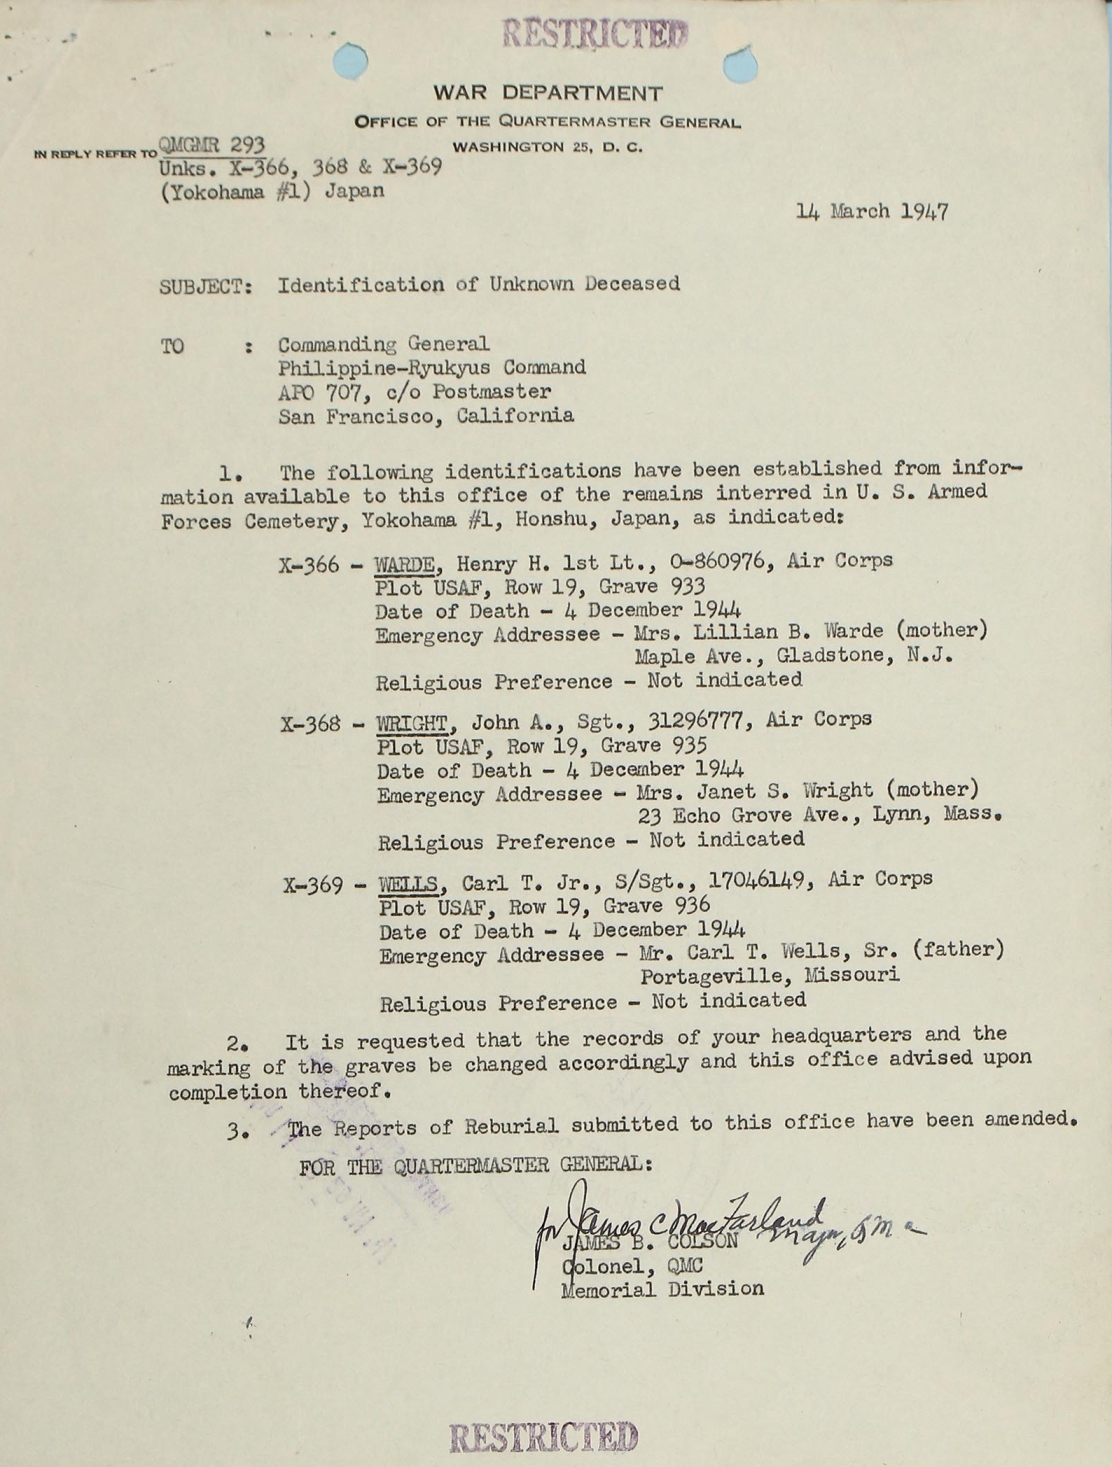 RESTRICTED
WAR DEPARTMENT
OFFICE OF THE QUARTERMASTER GENERAL
WASHINGTON 25, D. C.
IN REPLY REFER TO QMGMR 293
Unks. X-366, 368 & X-369
(Yokohama #1) Japan
14 March 1947
SUBJECT: Identification of Unknown Deceased
TO : Commanding General
Philippine-Ryukyus Command
APO 707, c/o Postmaster
San Francisco, California
1. The following identifications have been established from infor-
mation available to this office of the remains interred in U. S. Armed
Forces Cemetery, Yokohama #1, Honshu, Japan, as indicated:
X-366 - WARDE, Henry H. 1st Lt., O-860976, Air Corps
Plot USAF, Row 19, Grave 933
Date of Death - 4 December 1944
Emergency Addressee - Mrs. Lillian B. Warde (mother)
Maple Ave., Gladstone, N.J.
Religious Preference - Not indicated
X-368 - WRIGHT, John A., Sgt., 31296777, Air Corps
Plot USAF, Row 19, Grave 935
Date of Death - 4 December 1944
Emergency Addressee - Mrs. Janet S. Wright (mother)
23 Echo Grove Ave., Lynn, Mass.
Religious Preference - Not indicated
X-369 - WELLS, Carl T. Jr., S/Sgt., 17046149, Air Corps
Plot USAF, Row 19, Grave 936
Date of Death - 4 December 1944
Emergency Addressee - Mr. Carl T. Wells, Sr. (father)
Portageville, Missouri
Religious Preference - Not indicated
2. It is requested that the records of your headquarters and the
marking of the graves be changed accordingly and this office advised upon
completion thereof.
3. The Reports of Reburial submitted to this office have been amended.
FOR THE QUARTERMASTER GENERAL:
for James C MacFarland
Major, QMC
JAMES B. COLSON
Colonel, QMC
Memorial Division
RESTRICTED